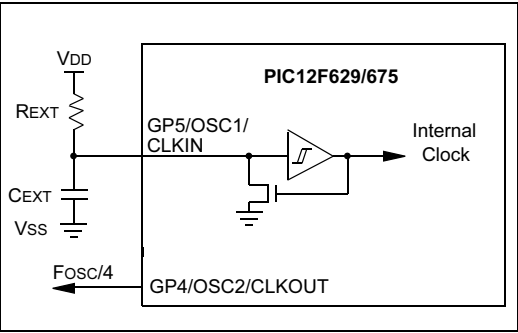 VDD
PIC12F629/675
REXT
GP5/OSC1/
CLKIN
Internal
Clock
CEXT
VSS
FOSC/4
GP4/OSC2/CLKOUT